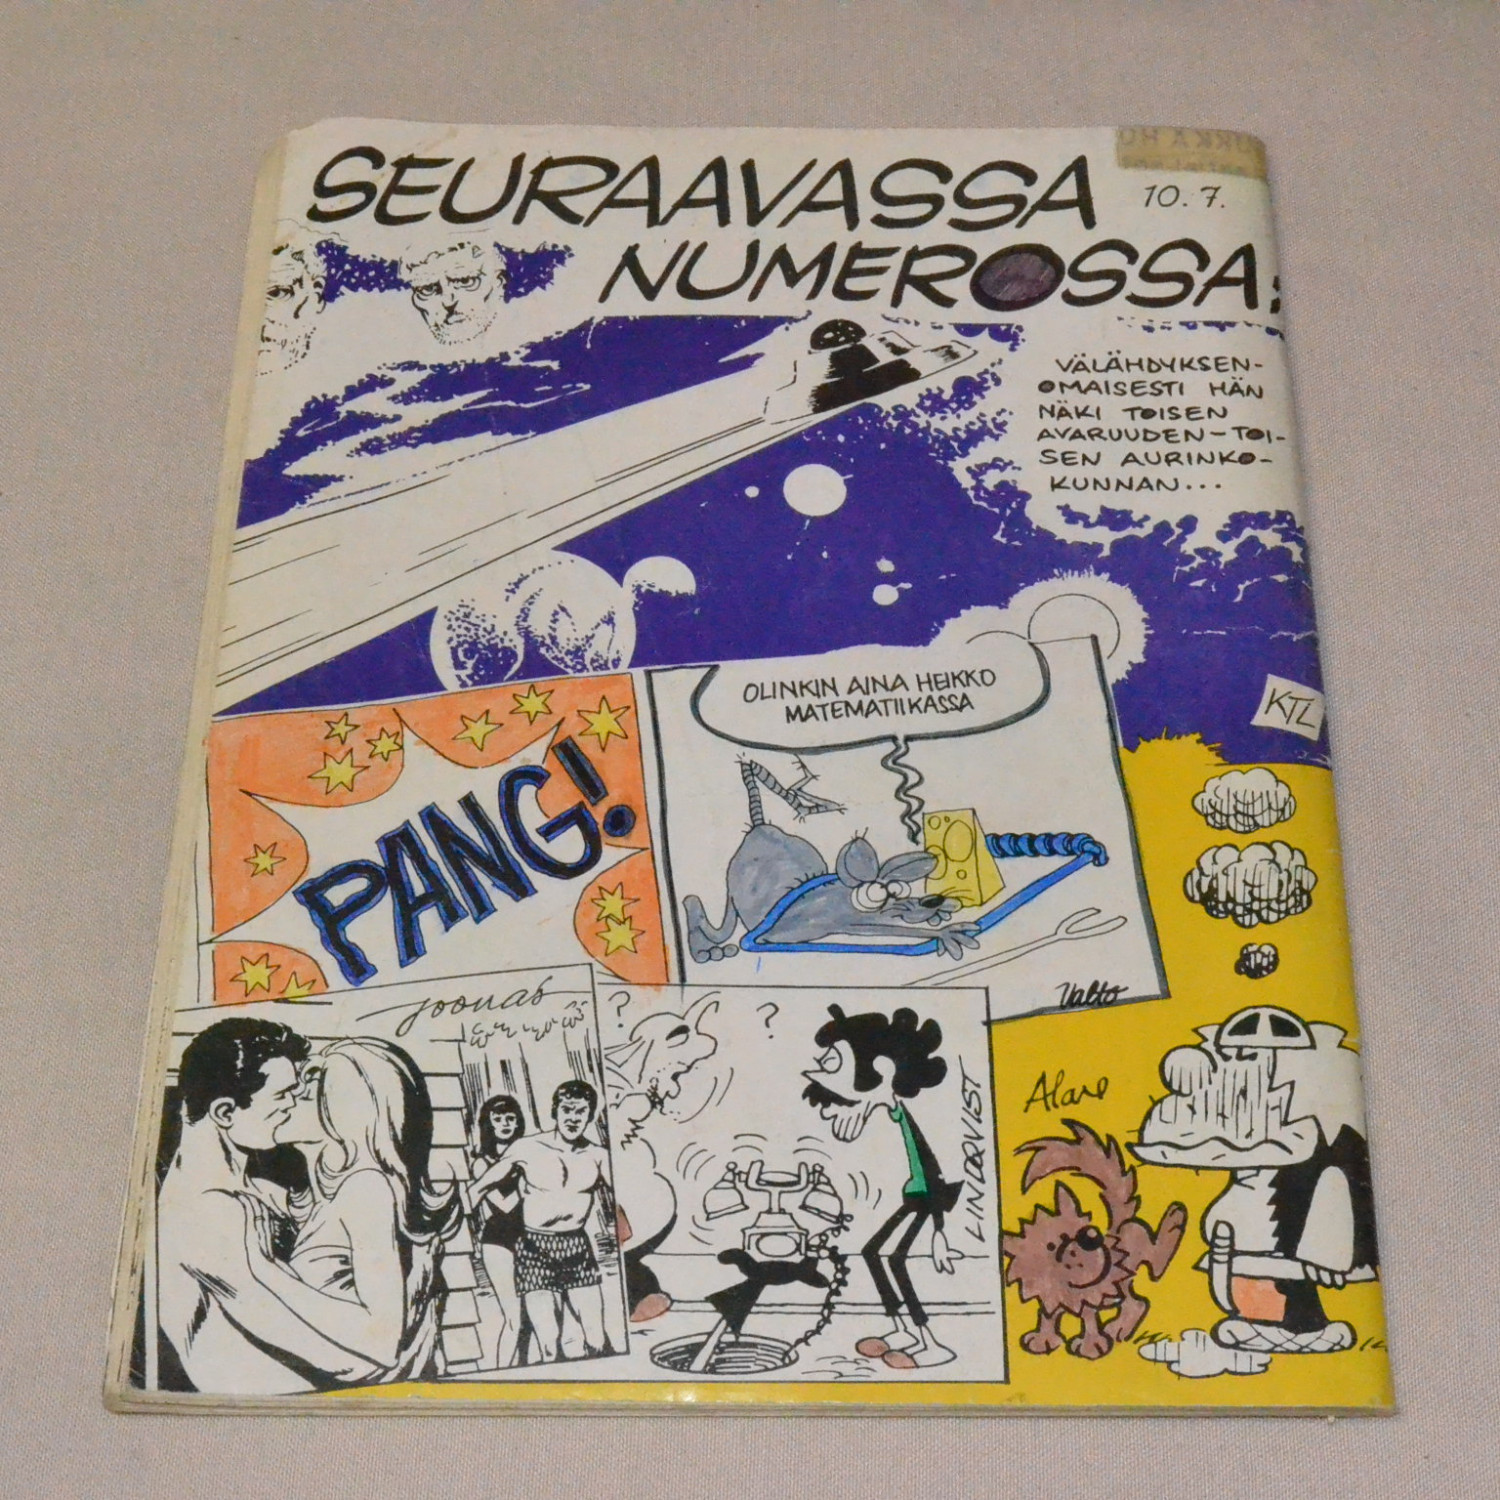 SEURAAVASSA
10.7.
NUMEROSSA:
VÄLÄHDYKSEN-
OMAISESTI HÄN
NÄKI TOISEN
AVARUUDEN-TOI-
SEN AURINKO-
KUNNAN...
KTL
OLINKIN AINA HEIKKO
MATEMATIIKASSA
PANG!
Valto
joonas
?
?
LINDQVIST
Alare